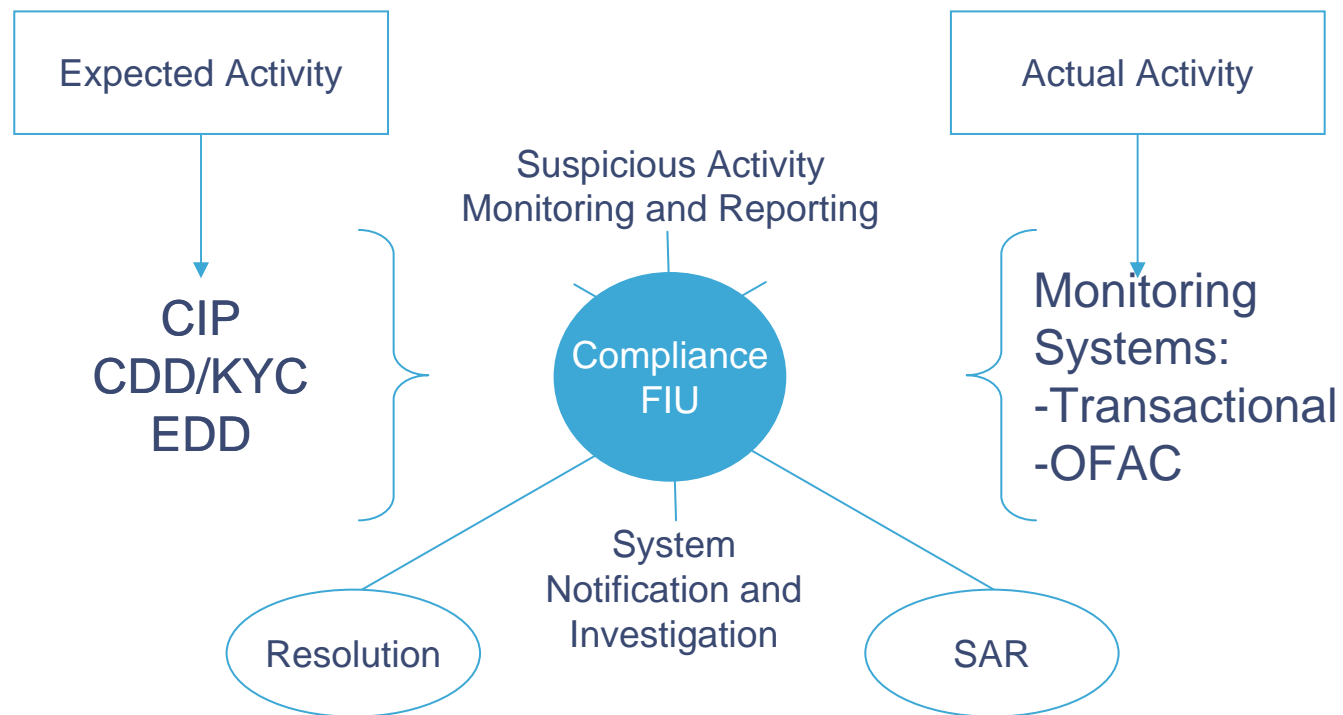 Expected Activity
Actual Activity
Suspicious Activity
Monitoring and Reporting
CIP
CDD/KYC
EDD
Compliance
FIU
Monitoring
Systems:
-Transactional
-OFAC
System
Notification and
Investigation
Resolution
SAR